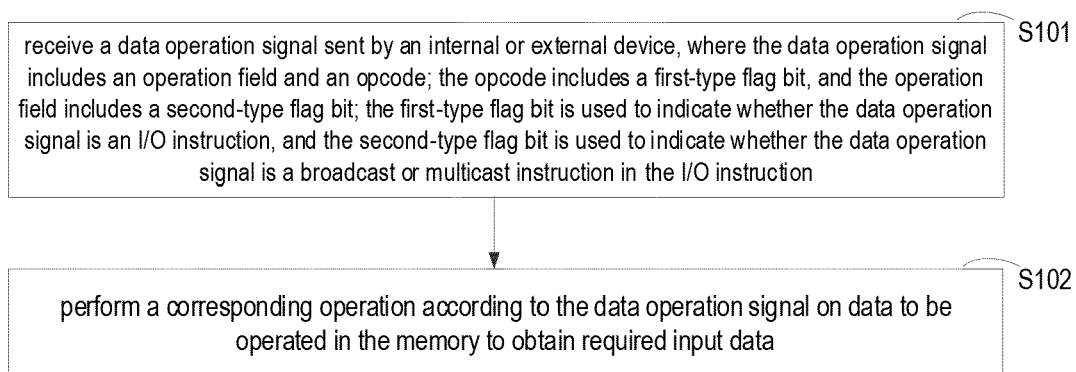 S101
receive a data operation signal sent by an internal or external device, where the data operation signal
includes an operation field and an opcode; the opcode includes a first-type flag bit, and the operation
field includes a second-type flag bit; the first-type flag bit is used to indicate whether the data operation
signal is an I/O instruction, and the second-type flag bit is used to indicate whether the data operation
signal is a broadcast or multicast instruction in the I/O instruction
S102
perform a corresponding operation according to the data operation signal on data to be
operated in the memory to obtain required input data